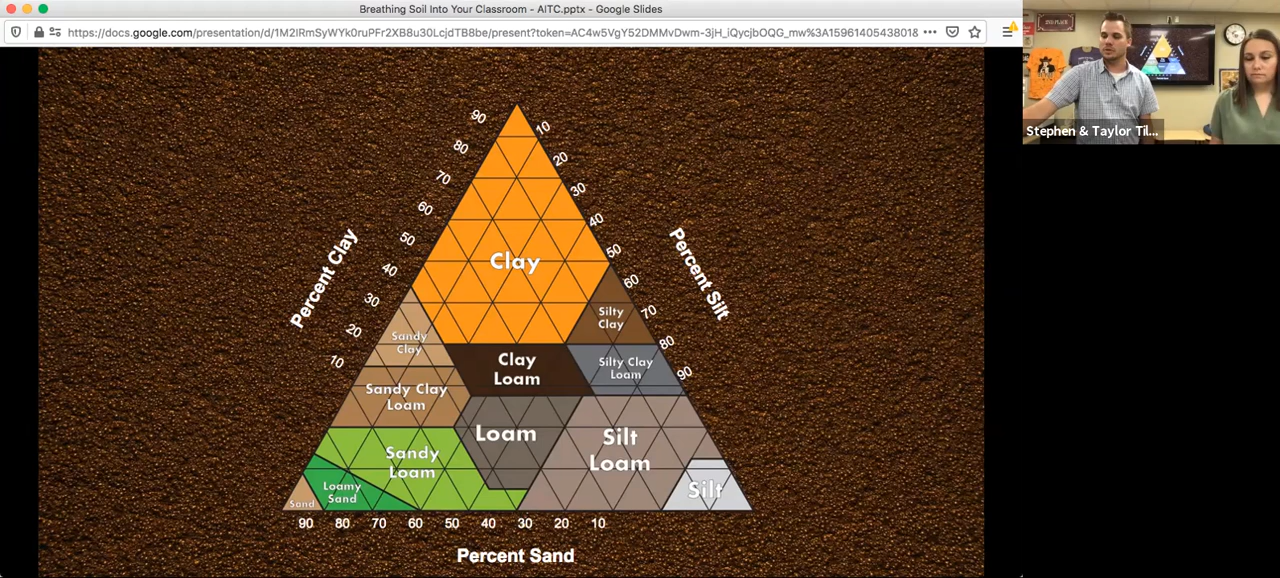 Breathing Soil Into Your Classroom - AITC.pptx - Google Slides
https://docs.google.com/presentation/d/1M2IRmSyWYk0ruPFr2XB8u30LcjdTB8be/present?token=AC4w5VgY52DMMvDwm-3jH_iQycjbOQG_mw%3A1596140543801&
2ND PLACE
Stephen & Taylor Til...
90
10
80
20
70
30
60
40
50
50
40
60
30
70
20
80
10
90
Percent Clay
Percent Silt
Clay
Silty
Clay
Sandy
Clay
Clay
Loam
Silty Clay
Loam
Sandy Clay
Loam
Loam
Silt
Loam
Sandy
Loam
Loamy
Sand
Sand
Silt
90 80 70 60 50 40 30 20 10
Percent Sand